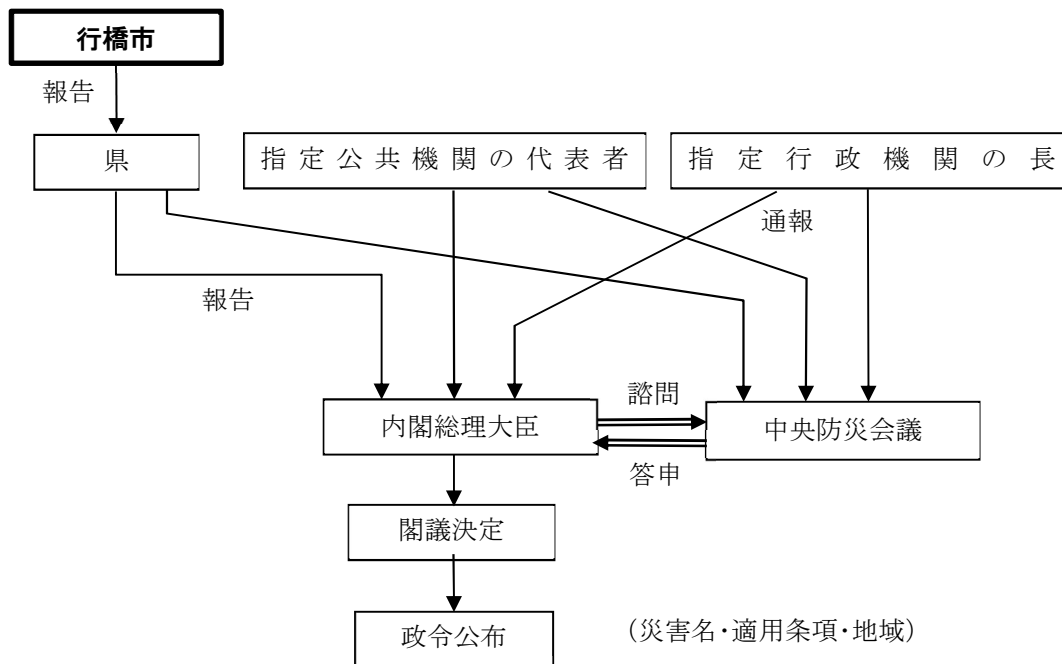 行橋市
報告
県
指定公共機関の代表者
指定行政機関の長
通報
報告
諮問
内閣総理大臣
中央防災会議
答申
閣議決定
政令公布
（災害名・適用条項・地域）